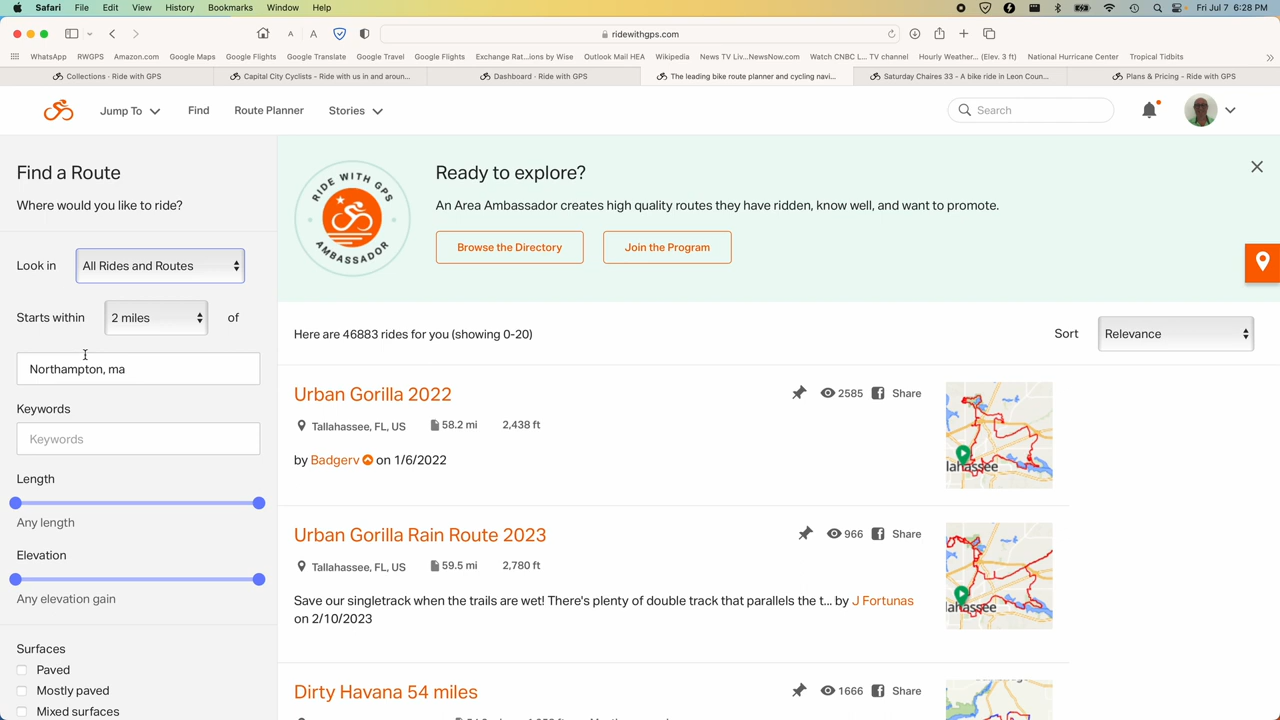 Safari File Edit View History Bookmarks Window Help Fri Jul 7 6:28 PM
A A ridewithgps.com
WhatsApp RWGPS Amazon.com Google Maps Google Flights Google Translate Google Travel Google Flights Exchange Rat...ions by Wise Outlook Mail HEA Wikipedia News TV Liv...NewsNow.com Watch CNBC L... TV channel Hourly Weather... (Elev. 3 ft) National Hurricane Center Tropical Tidbits
Collections · Ride with GPS Capital City Cyclists – Ride with us in and aroun... Dashboard · Ride with GPS The leading bike route planner and cycling navi... Saturday Chaires 33 - A bike ride in Leon Coun... Plans & Pricing - Ride with GPS
Jump To Find Route Planner Stories Search
Find a Route
Where would you like to ride?
Look in All Rides and Routes
Starts within 2 miles of
Northampton, ma
Keywords
Keywords
Length
Any length
Elevation
Any elevation gain
Surfaces
Paved
Mostly paved
Mixed surfaces
RIDE WITH GPS
AMBASSADOR
Ready to explore?
An Area Ambassador creates high quality routes they have ridden, know well, and want to promote.
Browse the Directory Join the Program
Here are 46883 rides for you (showing 0-20) Sort Relevance
Urban Gorilla 2022 2585 Share
Tallahassee, FL, US 58.2 mi 2,438 ft
by Badgerv on 1/6/2022
lahassee
Urban Gorilla Rain Route 2023 966 Share
Tallahassee, FL, US 59.5 mi 2,780 ft
Save our singletrack when the trails are wet! There's plenty of double track that parallels the t... by J Fortunas
on 2/10/2023
lahassee
Dirty Havana 54 miles 1666 Share